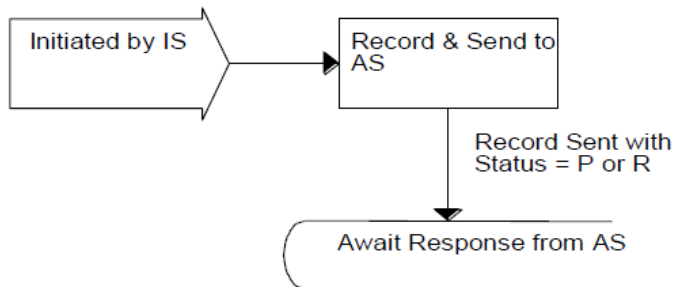 Initiated by IS
Record & Send to
AS
Record Sent with
Status = P or R
Await Response from AS